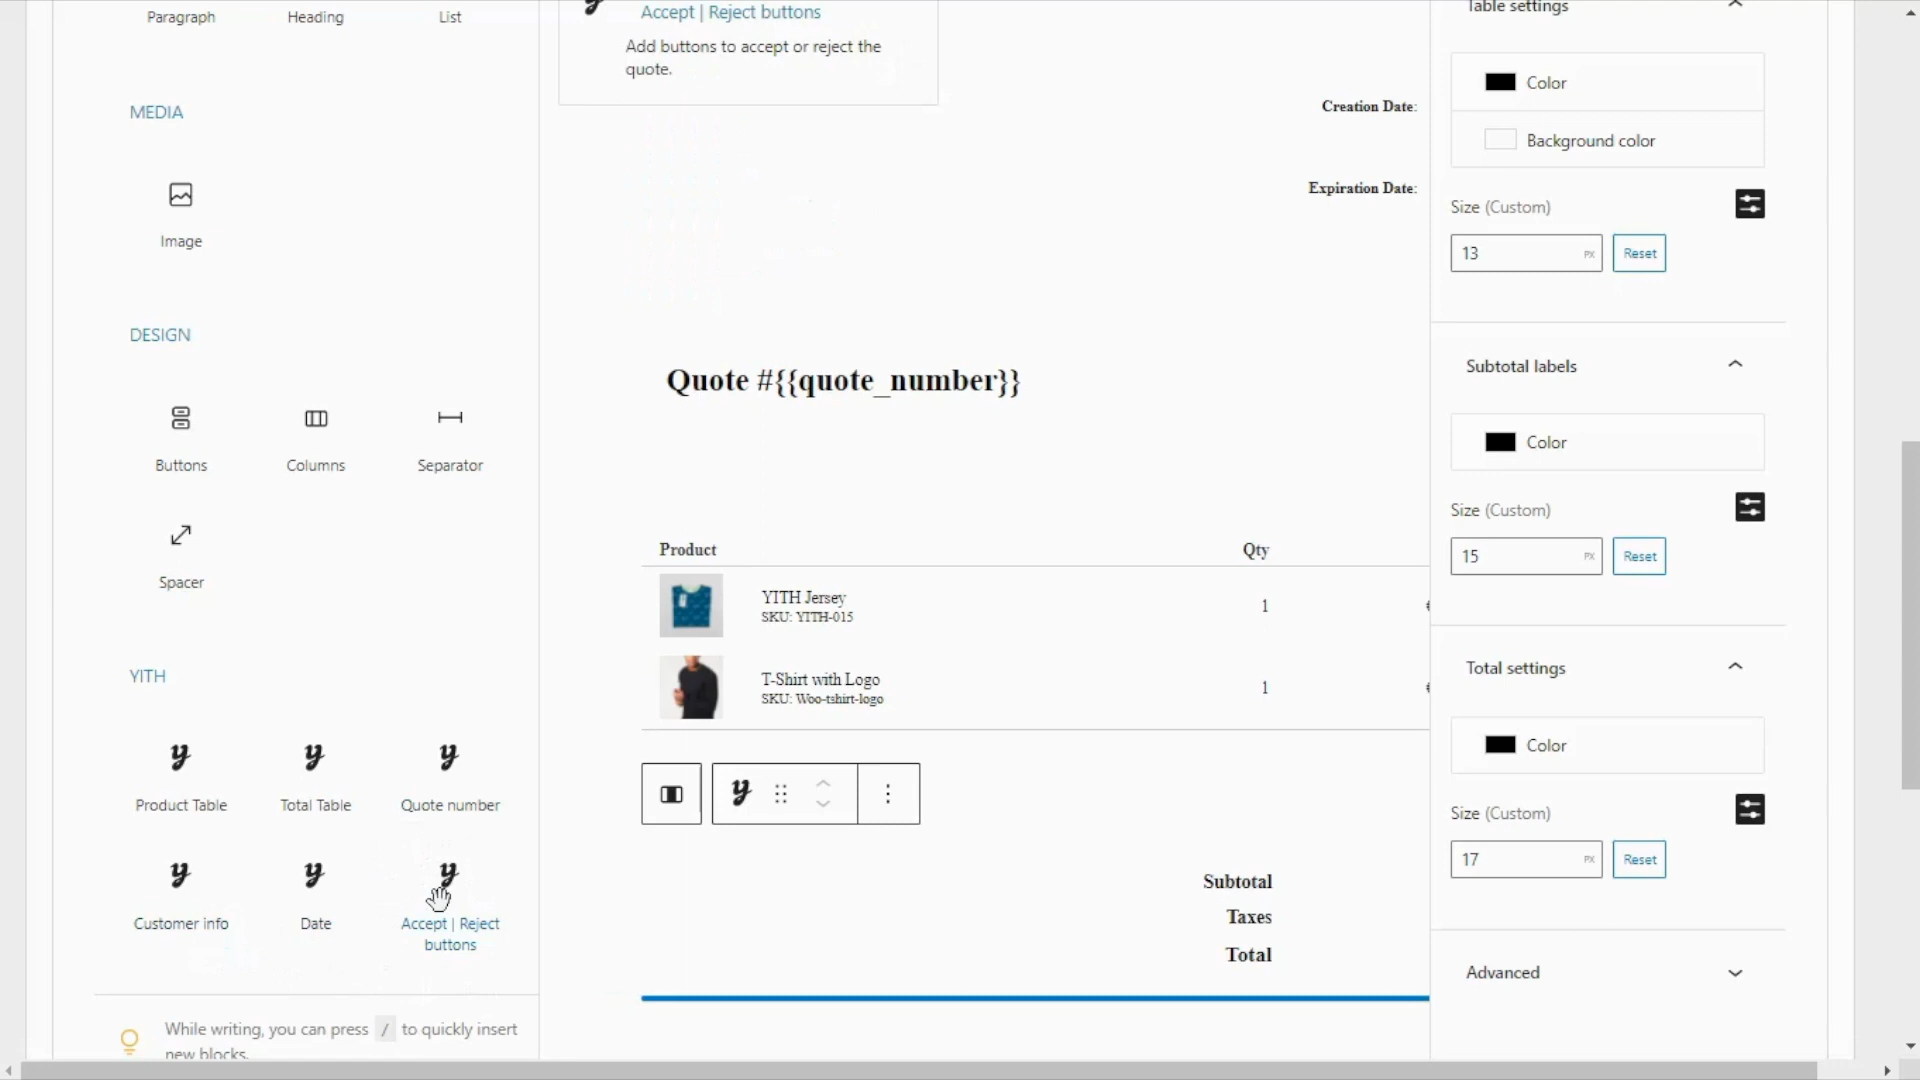 Paragraph
Heading
List
MEDIA
Image
DESIGN
Buttons
Columns
Separator
Spacer
YITH
Product Table
Total Table
Quote number
Customer info
Date
Accept | Reject
buttons
While writing, you can press / to quickly insert
new blocks.
Accept | Reject buttons
Add buttons to accept or reject the
quote.
Creation Date:
Expiration Date:
Quote #{{quote_number}}
Product
Qty
YITH Jersey
SKU: YITH-015
1
T-Shirt with Logo
SKU: Woo-tshirt-logo
1
Subtotal
Taxes
Total
Table settings
Color
Background color
Size (Custom)
13
PX
Reset
Subtotal labels
Color
Size (Custom)
15
PX
Reset
Total settings
Color
Size (Custom)
17
PX
Reset
Advanced